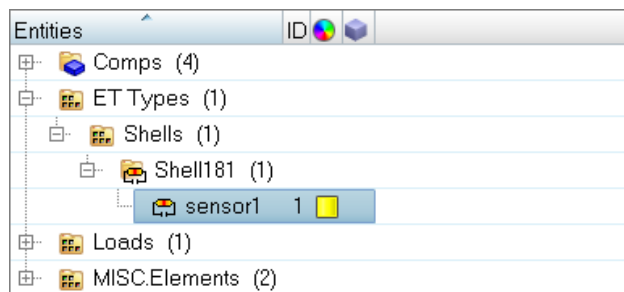 Entities ID
Comps (4)
ET Types (1)
Shells (1)
Shell181 (1)
sensor1 1
Loads (1)
MISC.Elements (2)